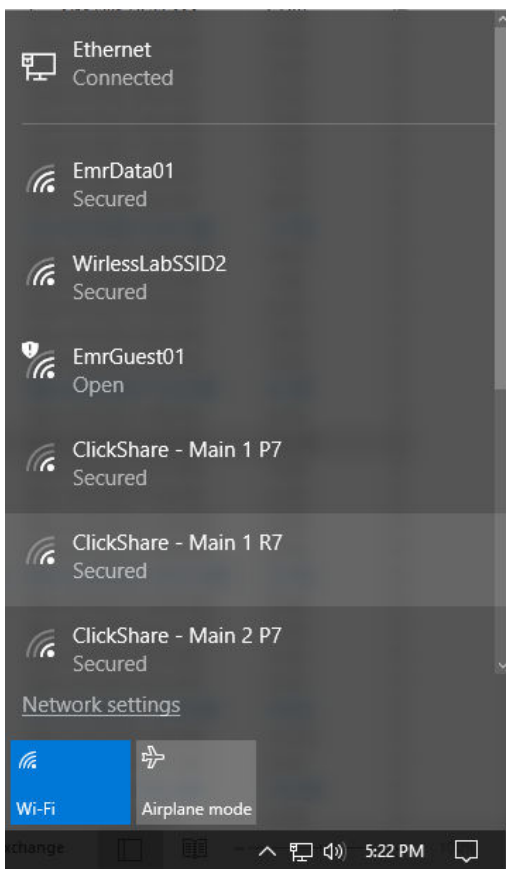 Ethernet
Connected
EmrData01
Secured
WirlessLabSSID2
Secured
EmrGuest01
Open
ClickShare - Main 1 P7
Secured
ClickShare - Main 1 R7
Secured
ClickShare - Main 2 P7
Secured
Network settings
Wi-Fi
Airplane mode
5:22 PM